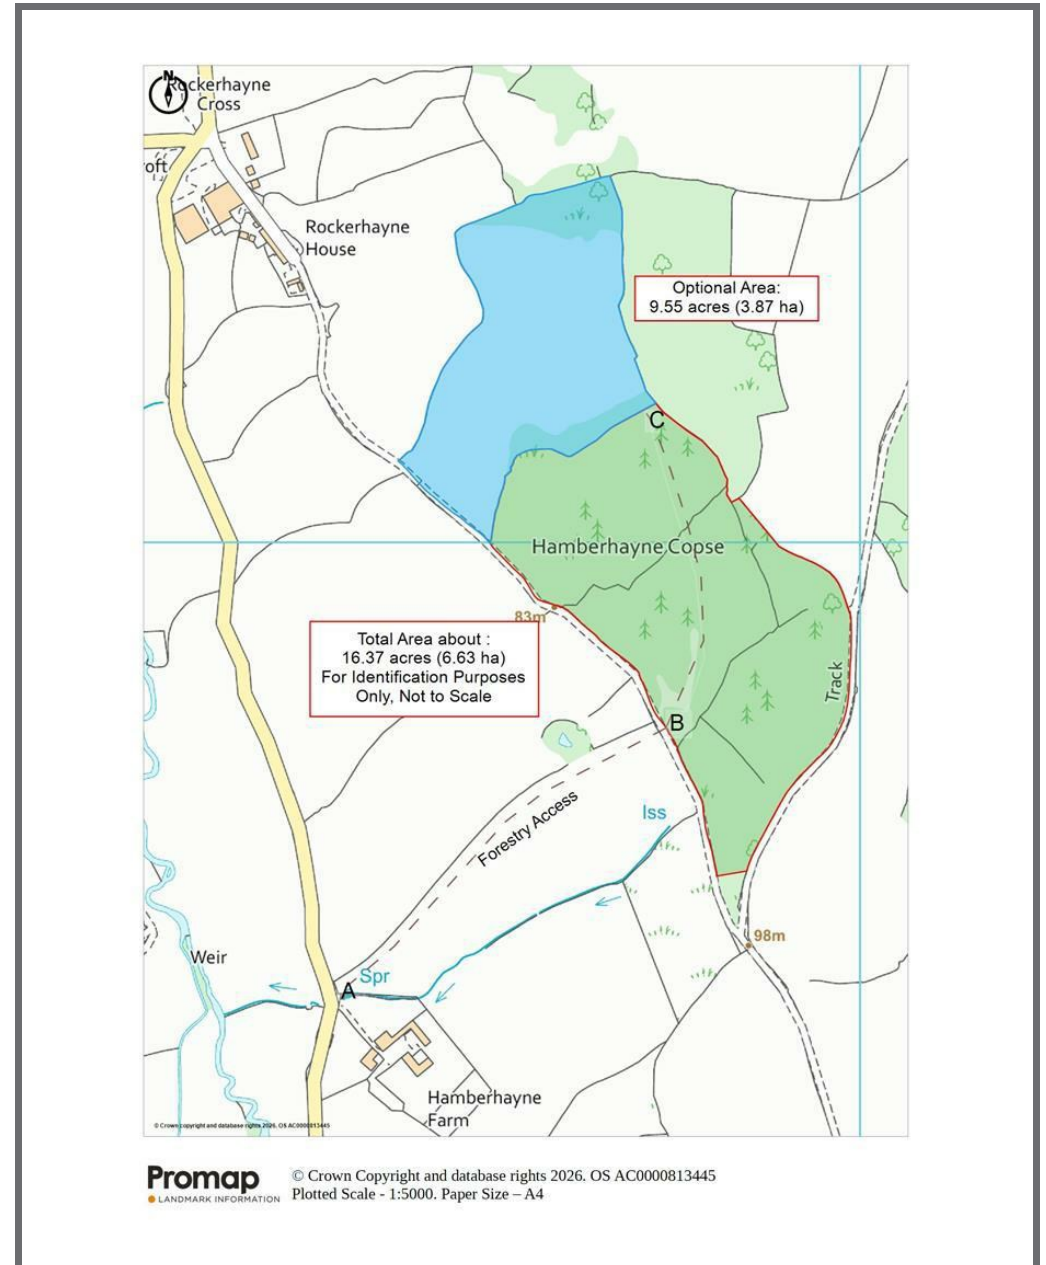 N
Rockerhayne
Cross
oft
Rockerhayne
House
Optional Area:
9.55 acres (3.87 ha)
C
Hamberhayne Copse
83m
Total Area about :
16.37 acres (6.63 ha)
For Identification Purposes
Only, Not to Scale
Track
B
Forestry Access
Iss
98m
Weir
Spr
A
Hamberhayne
Farm
© Crown copyright and database rights 2026. OS AC0000813445
Promap
LANDMARK INFORMATION
© Crown Copyright and database rights 2026. OS AC0000813445
Plotted Scale - 1:5000. Paper Size – A4